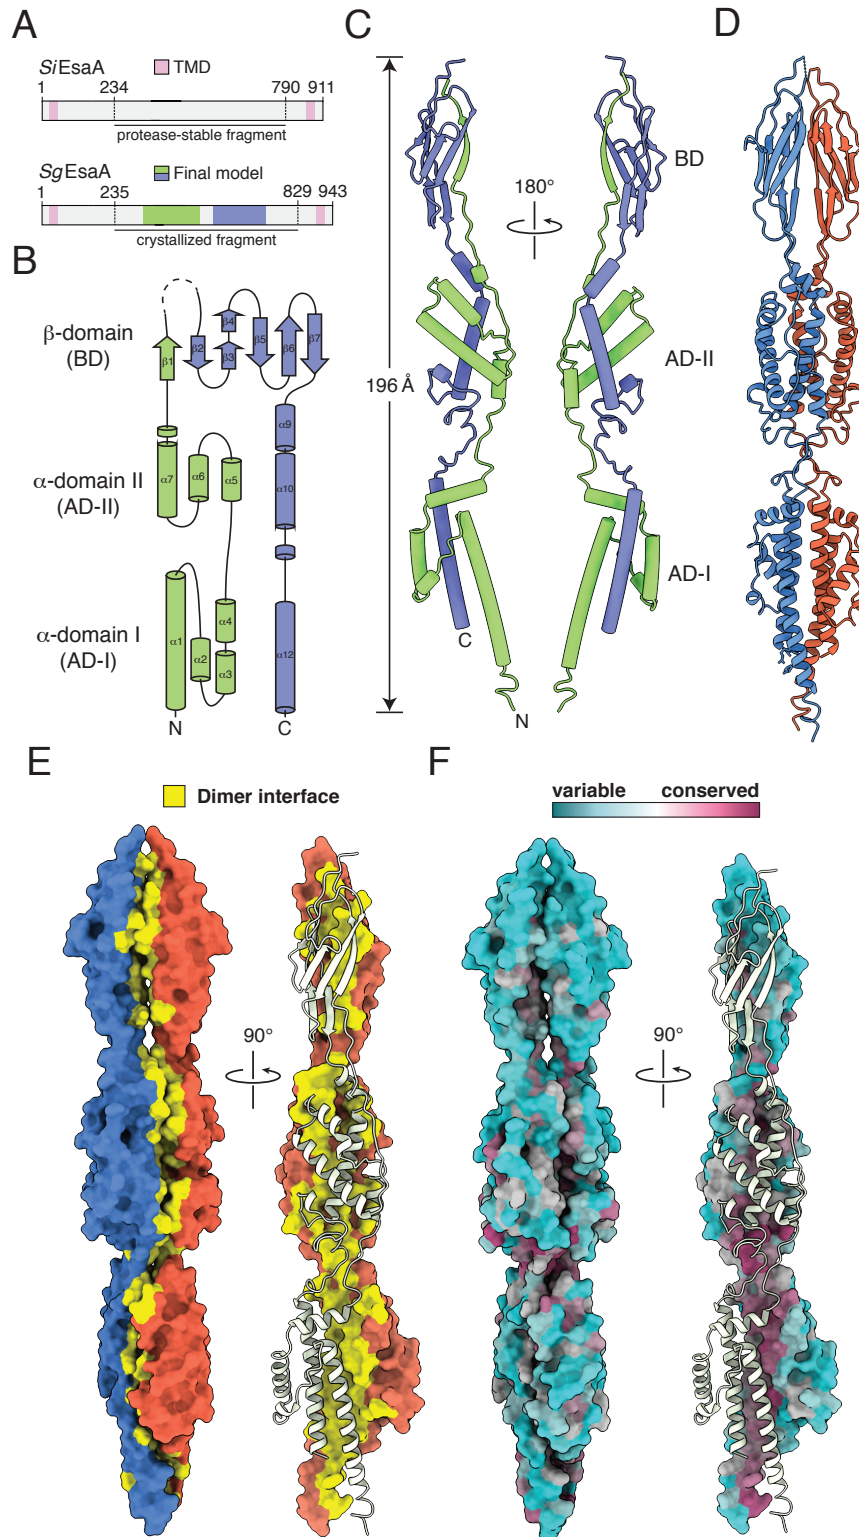 A
SiEsaA
TMD
1
234
790
911
protease-stable fragment
SgEsaA
Final model
1
235
829
943
crystallized fragment
B
β-domain
(BD)
β1
β2
β3
β4
β5
β6
β7
α-domain II
(AD-II)
α7
α6
α5
α9
α10
α-domain I
(AD-I)
α1
α2
α3
α4
α12
N
C
C
196 Å
180°
BD
AD-II
AD-I
C
N
D
E
Dimer interface
90°
F
variable
conserved
90°